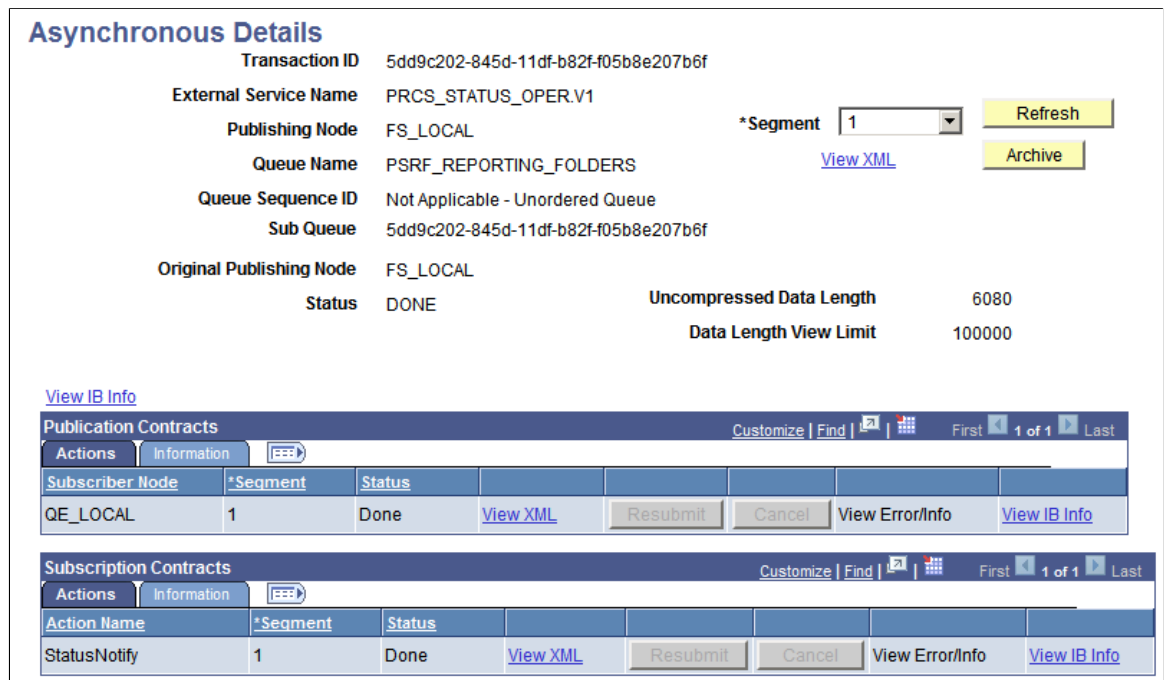 Asynchronous Details
Transaction ID 5dd9c202-845d-11df-b82f-f05b8e207b6f
External Service Name PRCS_STATUS_OPER.V1
Publishing Node FS_LOCAL *Segment 1 Refresh
Queue Name PSRF_REPORTING_FOLDERS View XML Archive
Queue Sequence ID Not Applicable - Unordered Queue
Sub Queue 5dd9c202-845d-11df-b82f-f05b8e207b6f
Original Publishing Node FS_LOCAL
Status DONE Uncompressed Data Length 6080
Data Length View Limit 100000
View IB Info
Publication Contracts Customize | Find | | First 1 of 1 Last
Actions Information
Subscriber Node *Segment Status
QE_LOCAL 1 Done View XML Resubmit Cancel View Error/Info View IB Info
Subscription Contracts Customize | Find | | First 1 of 1 Last
Actions Information
Action Name *Segment Status
StatusNotify 1 Done View XML Resubmit Cancel View Error/Info View IB Info